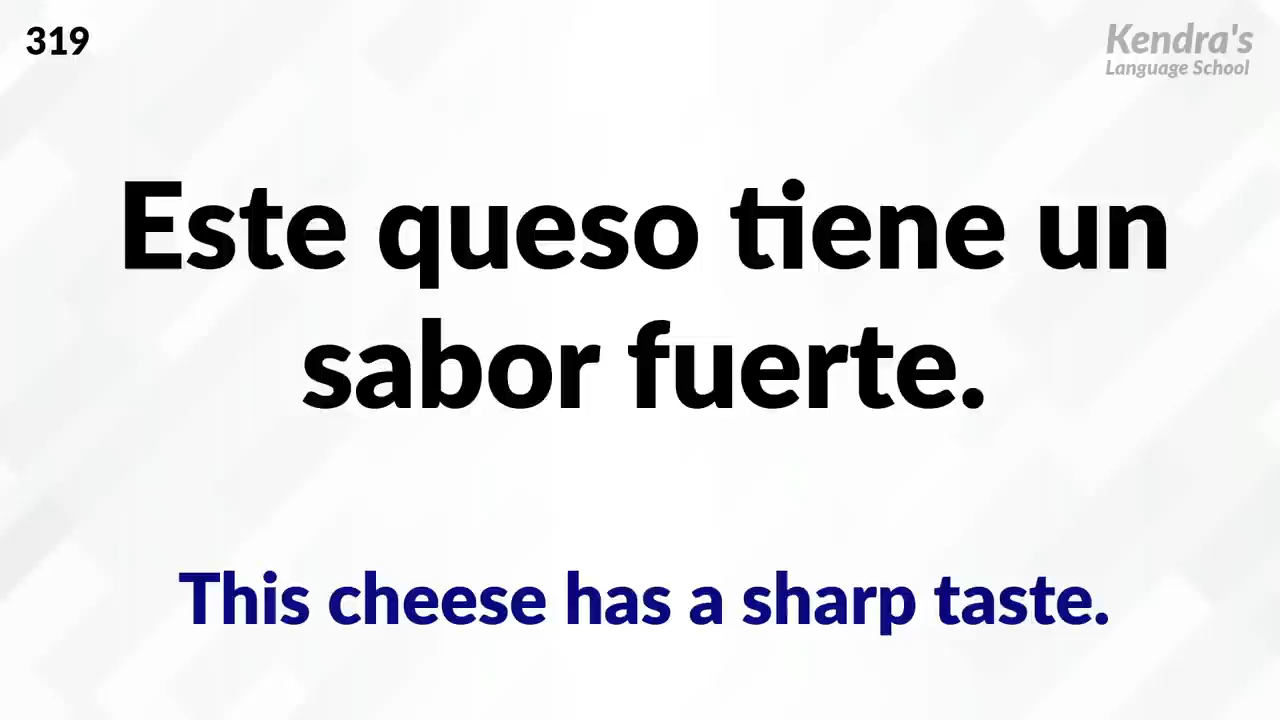 319
Kendra's
Language School
Este queso tiene un
sabor fuerte.
This cheese has a sharp taste.